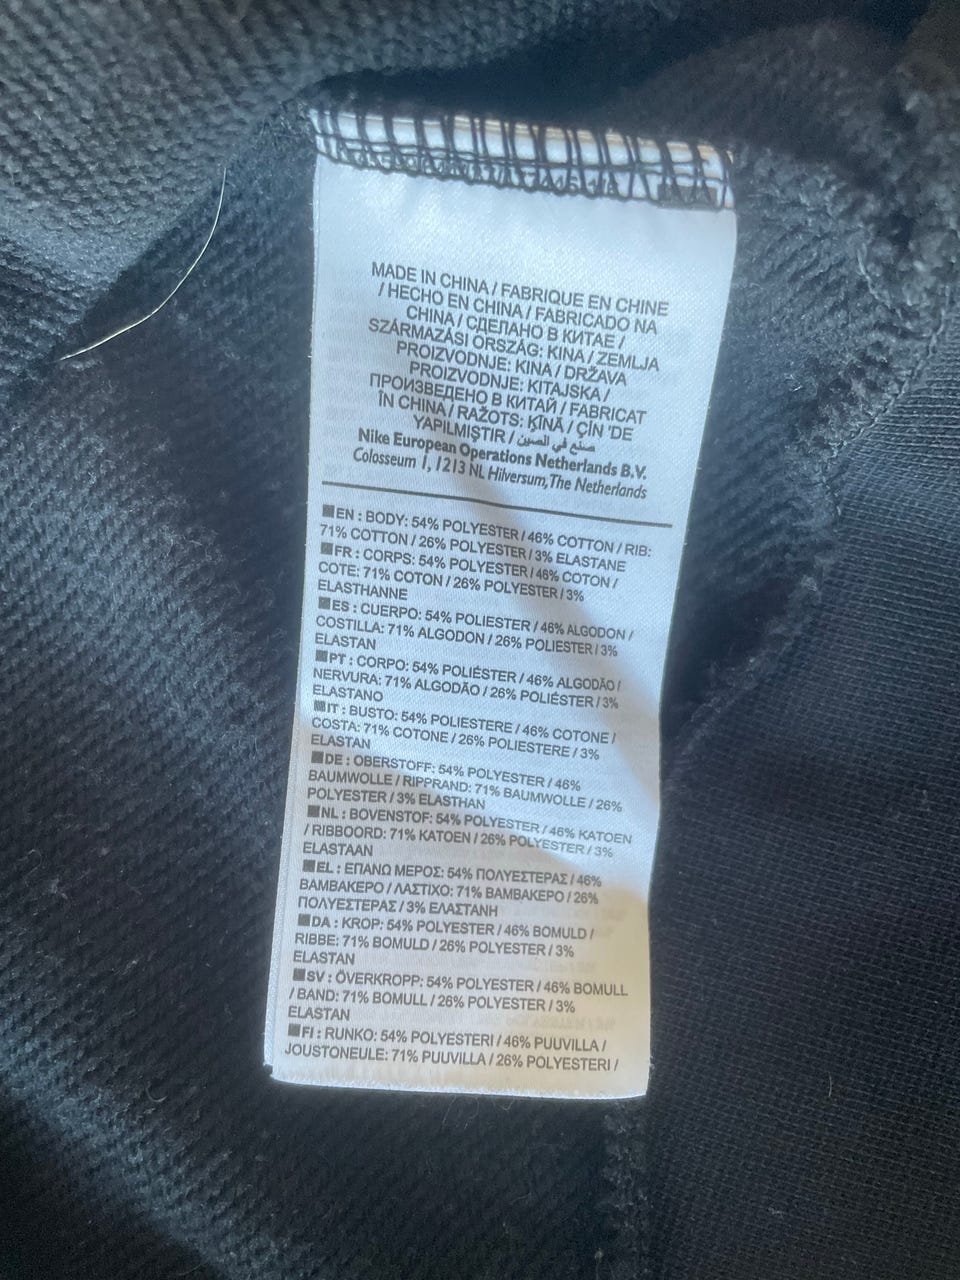 MADE IN CHINA / FABRIQUE EN CHINE
/ HECHO EN CHINA / FABRICADO NA
CHINA / СДЕЛАНО В КИТАЕ /
SZÁRMAZÁSI ORSZÁG: KINA / ZEMLJA
PROIZVODNJE: KINA / DRŽAVA
PROIZVODNJE: KITAJSKA /
ПРОИЗВЕДЕНО В КИТАЙ / FABRICAT
ÎN CHINA / RAŽOTS: ĶĪNĀ / ÇİN 'DE
YAPILMIŞTIR / صنع في الصين
Nike European Operations Netherlands B.V.
Colosseum 1, 1213 NL Hilversum, The Netherlands
■EN : BODY: 54% POLYESTER / 46% COTTON / RIB:
71% COTTON / 26% POLYESTER / 3% ELASTANE
■FR : CORPS: 54% POLYESTER / 46% COTON /
COTE: 71% COTON / 26% POLYESTER / 3%
ELASTHANNE
■ES : CUERPO: 54% POLIESTER / 46% ALGODON /
COSTILLA: 71% ALGODON / 26% POLIESTER / 3%
ELASTAN
■PT : CORPO: 54% POLIÉSTER / 46% ALGODÃO /
NERVURA: 71% ALGODÃO / 26% POLIÉSTER / 3%
ELASTANO
■IT : BUSTO: 54% POLIESTERE / 46% COTONE /
COSTA: 71% COTONE / 26% POLIESTERE / 3%
ELASTAN
■DE : OBERSTOFF: 54% POLYESTER / 46%
BAUMWOLLE / RIPPRAND: 71% BAUMWOLLE / 26%
POLYESTER / 3% ELASTHAN
■NL : BOVENSTOF: 54% POLYESTER / 46% KATOEN
/ RIBBOORD: 71% KATOEN / 26% POLYESTER / 3%
ELASTAAN
■EL : ΕΠΑΝΩ ΜΕΡΟΣ: 54% ΠΟΛΥΕΣΤΕΡΑΣ / 46%
ΒΑΜΒΑΚΕΡΟ / ΛΑΣΤΙΧΟ: 71% ΒΑΜΒΑΚΕΡΟ / 26%
ΠΟΛΥΕΣΤΕΡΑΣ / 3% ΕΛΑΣΤΑΝΗ
■DA : KROP: 54% POLYESTER / 46% BOMULD /
RIBBE: 71% BOMULD / 26% POLYESTER / 3%
ELASTAN
■SV : ÖVERKROPP: 54% POLYESTER / 46% BOMULL
/ BAND: 71% BOMULL / 26% POLYESTER / 3%
ELASTAN
■FI : RUNKO: 54% POLYESTERI / 46% PUUVILLA /
JOUSTONEULE: 71% PUUVILLA / 26% POLYESTERI /